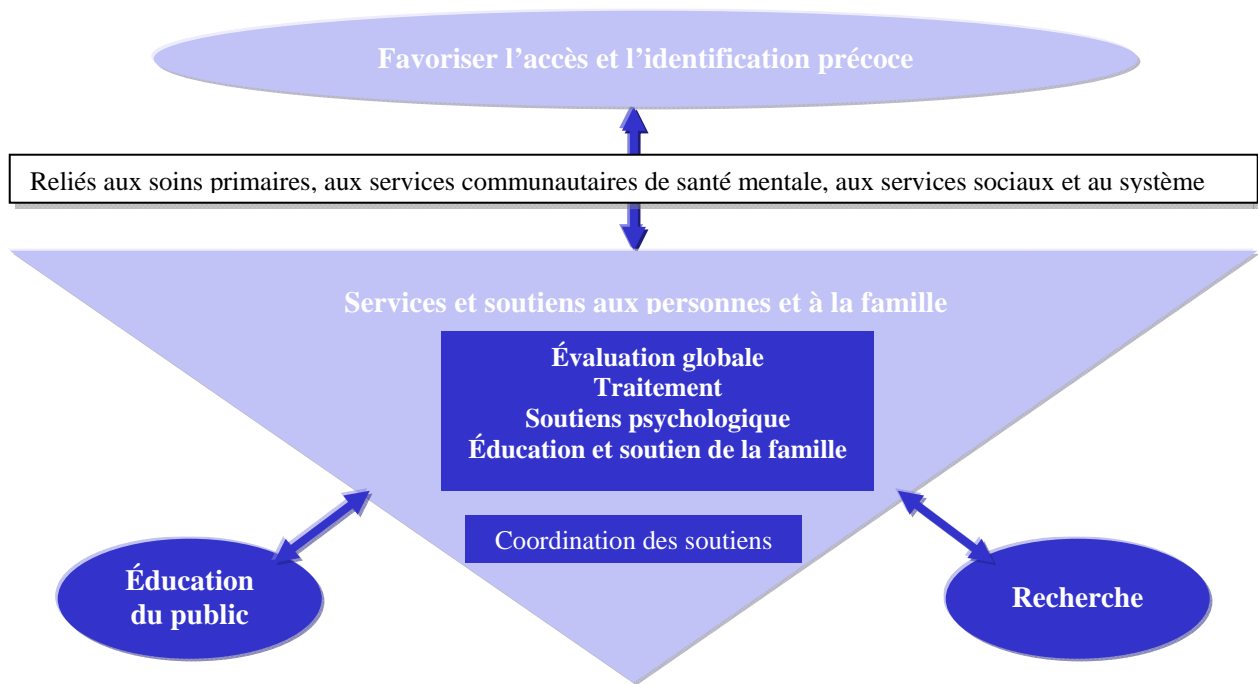 Favoriser l’accès et l’identification précoce
Reliés aux soins primaires, aux services communautaires de santé mentale, aux services sociaux et au système
Services et soutiens aux personnes et à la famille
Évaluation globale
Traitement
Soutiens psychologique
Éducation et soutien de la famille
Coordination des soutiens
Éducation
du public
Recherche